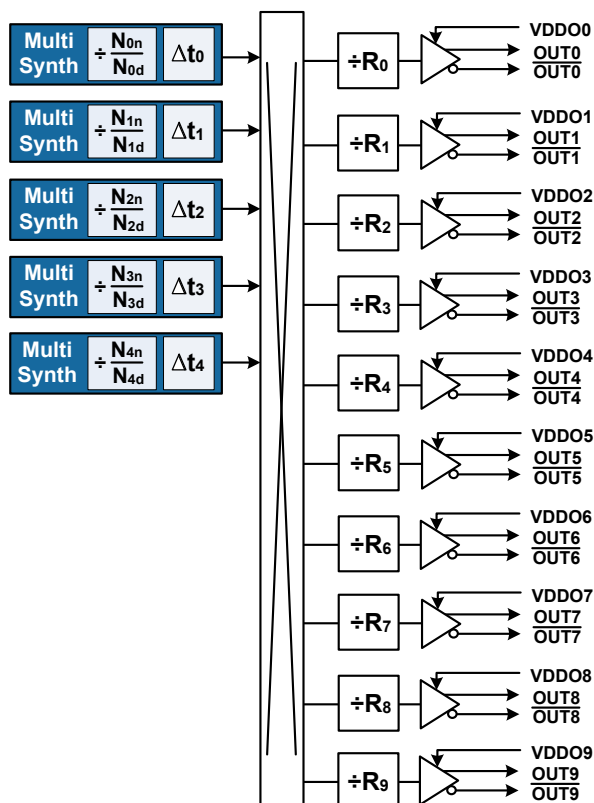 Multi Synth ÷ N0n N0d Δt0
Multi Synth ÷ N1n N1d Δt1
Multi Synth ÷ N2n N2d Δt2
Multi Synth ÷ N3n N3d Δt3
Multi Synth ÷ N4n N4d Δt4
÷R0
VDDO0
OUT0
OUT0
÷R1
VDDO1
OUT1
OUT1
÷R2
VDDO2
OUT2
OUT2
÷R3
VDDO3
OUT3
OUT3
÷R4
VDDO4
OUT4
OUT4
÷R5
VDDO5
OUT5
OUT5
÷R6
VDDO6
OUT6
OUT6
÷R7
VDDO7
OUT7
OUT7
÷R8
VDDO8
OUT8
OUT8
÷R9
VDDO9
OUT9
OUT9